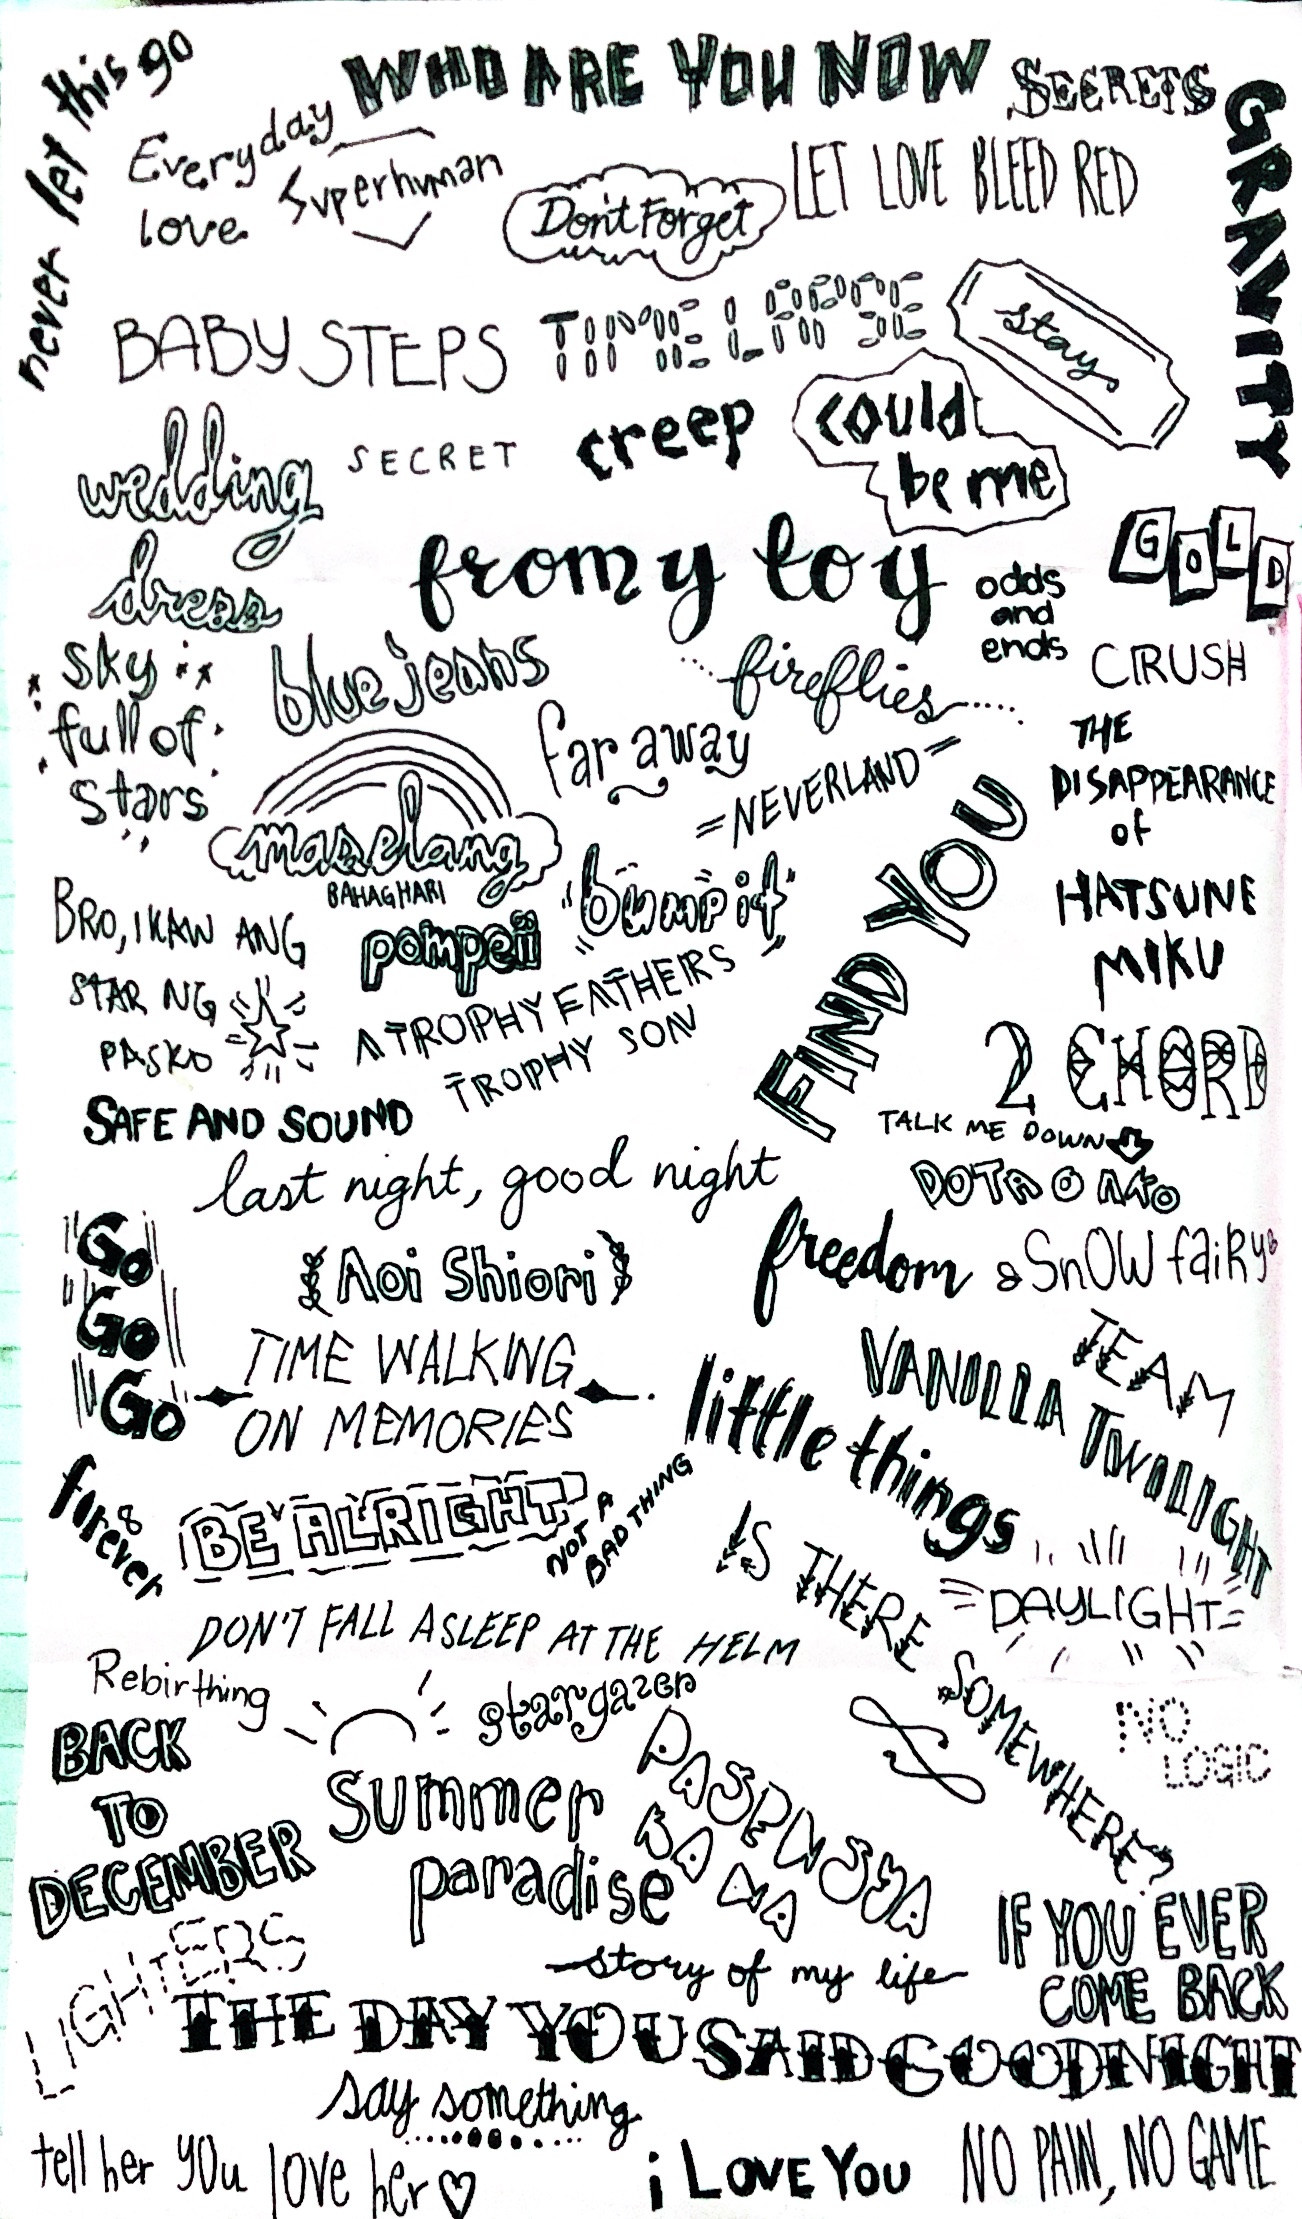 never let this go
WHO ARE YOU NOW
SECRETS
GRAVITY
Everyday
love
Superhuman
Don't Forget
LET LOVE BLEED RED
BABY STEPS
TIME LAPSE
stay
wedding
dress
SECRET
creep
could
be me
GOLD
from y to y
odds
and
ends
CRUSH
sky
full of
stars
blue jeans
fireflies
far away
=NEVERLAND=
THE
DISAPPEARANCE
of
HATSUNE
MIKU
maselang
BAHAGHARI
"bump it"
FIND YOU
BRO, IKAW ANG
STAR NG
PASKO
pompeii
A TROPHY FATHERS
TROPHY SON
2 CHORD
SAFE AND SOUND
TALK ME DOWN
DOTA O AKO
last night, good night
Go
Go
Go
Aoi Shiori
freedom
SnOW fairy
TIME WALKING
ON MEMORIES
TEAM
VANILLA TWILIGHT
little things
forever
BE ALRIGHT
NOT A
BAD THING
IS THERE SOMEWHERE?
DAYLIGHT
DON'T FALL ASLEEP AT THE HELM
Rebirthing
stargazer
NO
LOGIC
BACK
TO
DECEMBER
summer
paradise
PASENSYA
KA NA
IF YOU EVER
COME BACK
LIGHTERS
story of my life
THE DAY YOU SAID GOODNIGHT
say something
tell her you love her
i LOVE YOU
NO PAIN, NO GAME